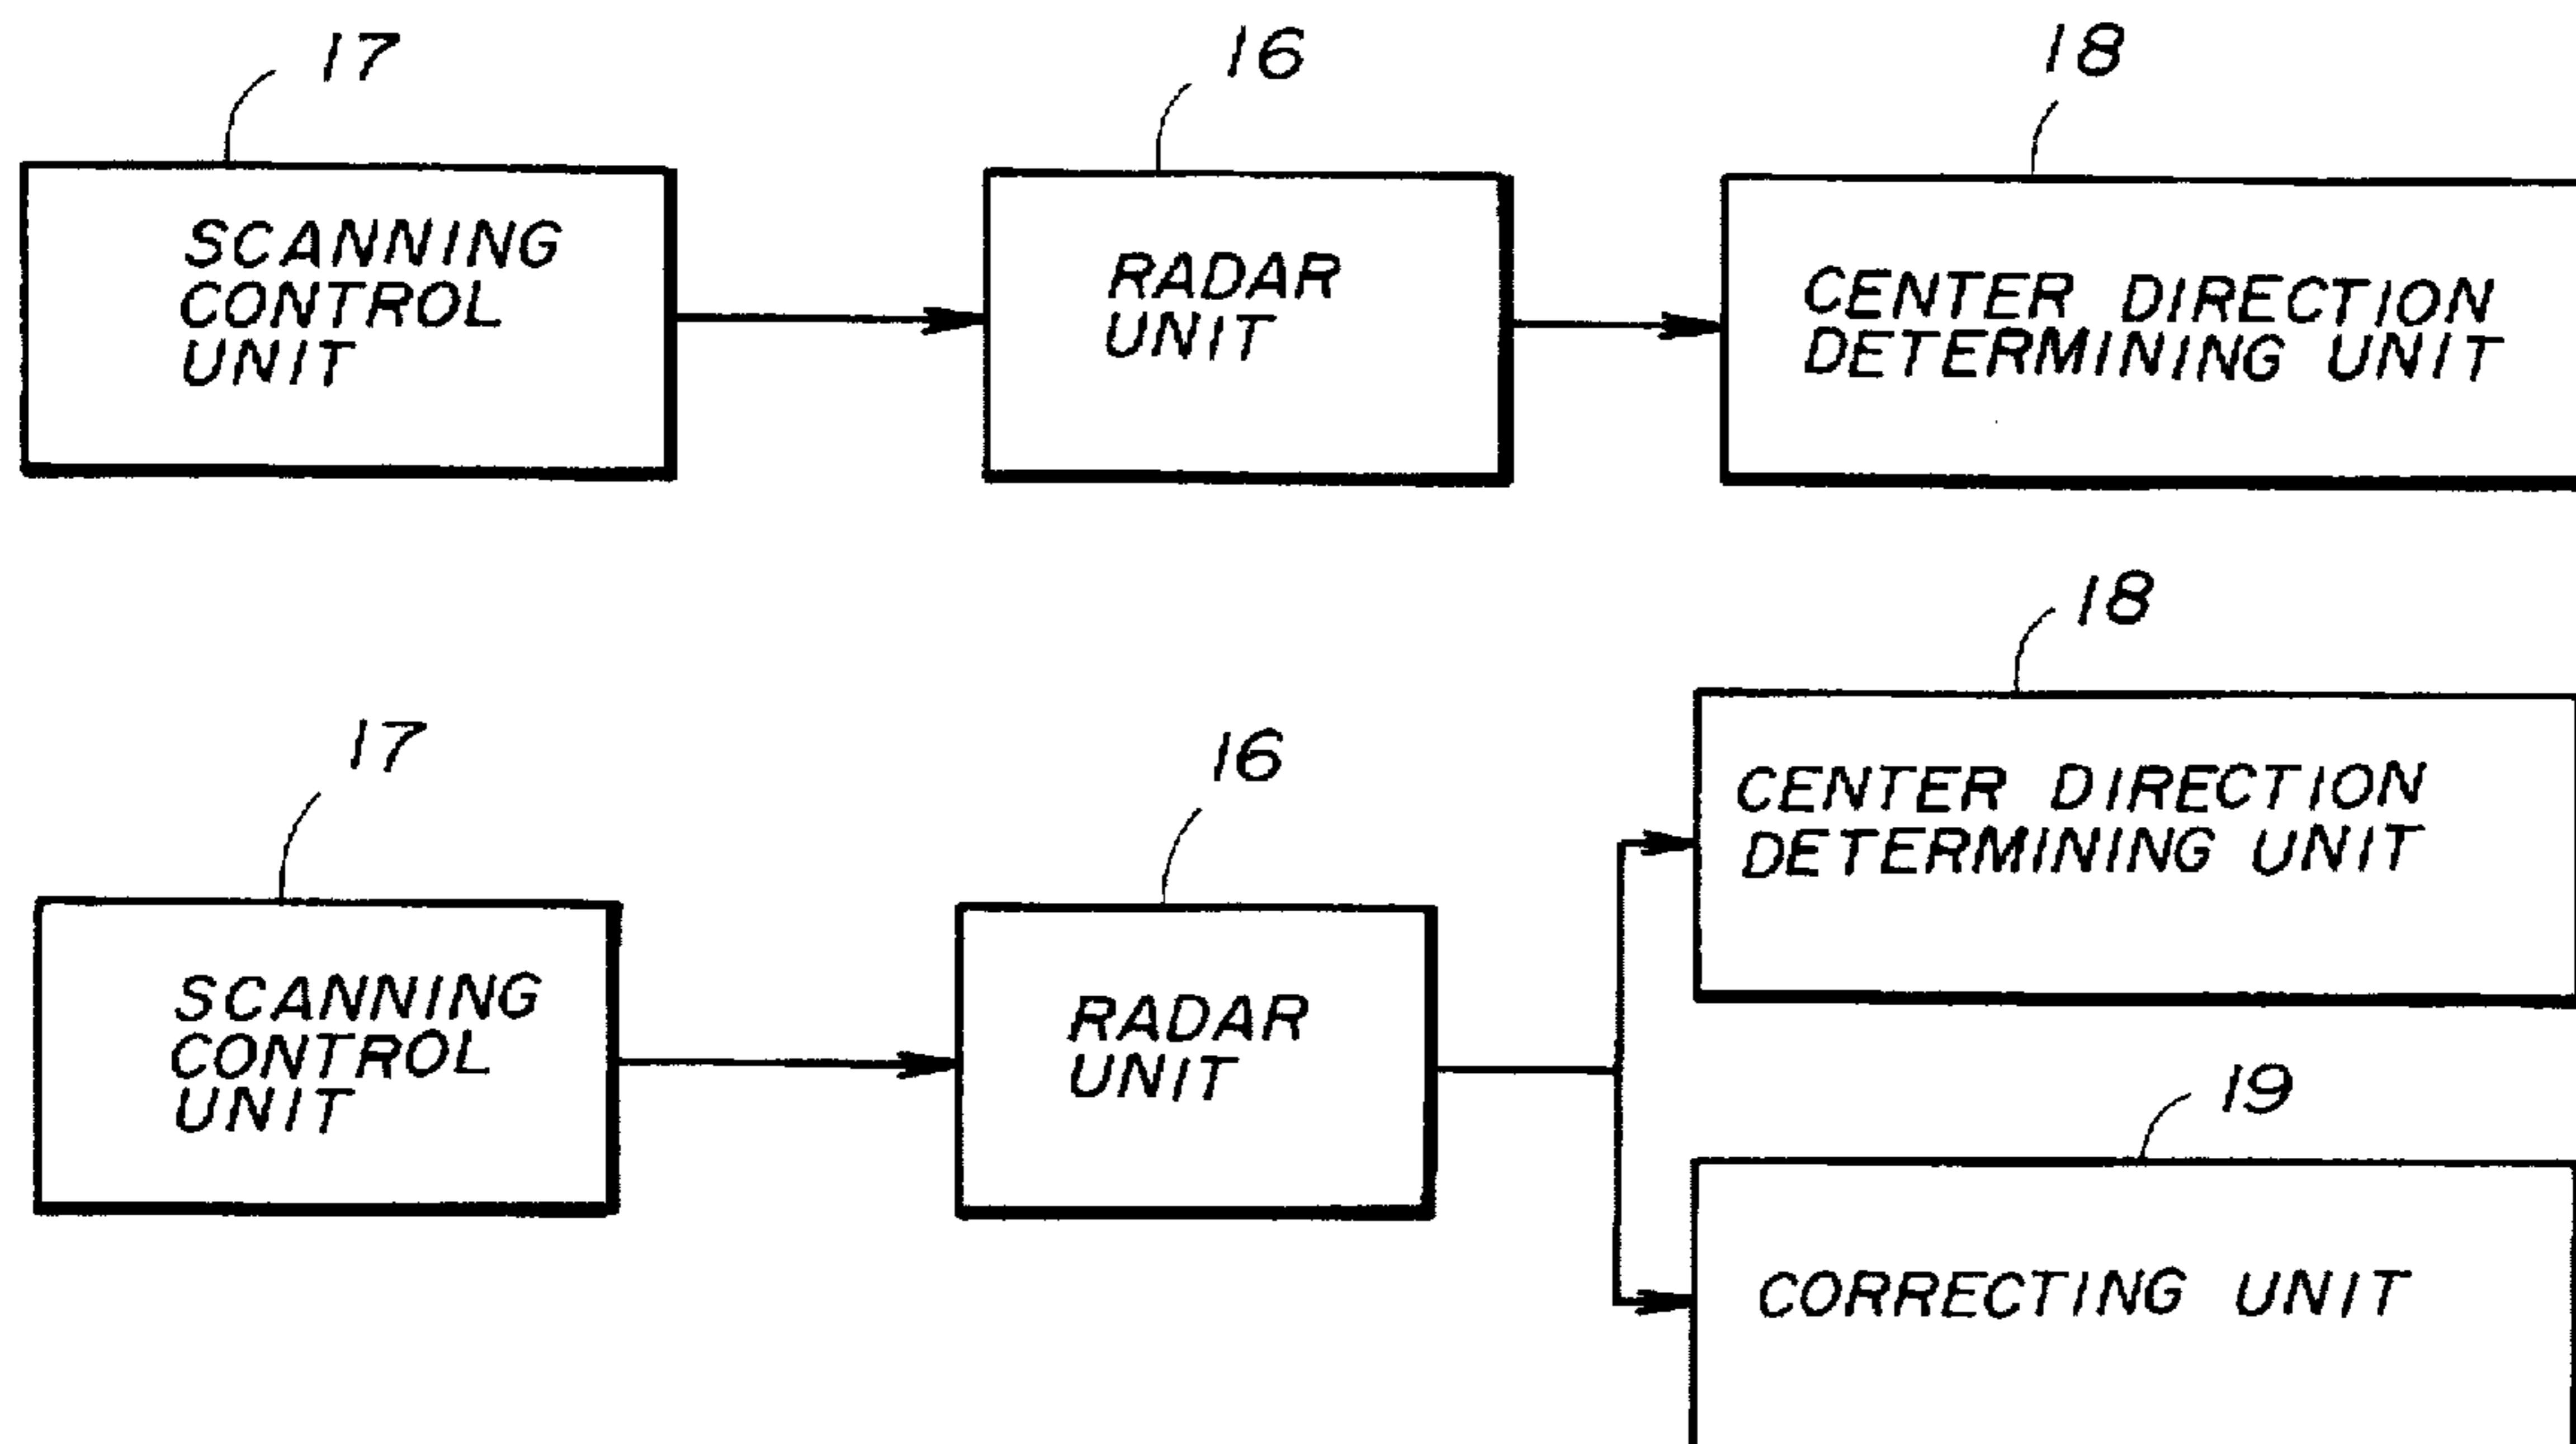 17
16
18
SCANNING
CONTROL
UNIT
RADAR
UNIT
CENTER DIRECTION
DETERMINING UNIT
17
16
18
SCANNING
CONTROL
UNIT
RADAR
UNIT
CENTER DIRECTION
DETERMINING UNIT
19
CORRECTING UNIT